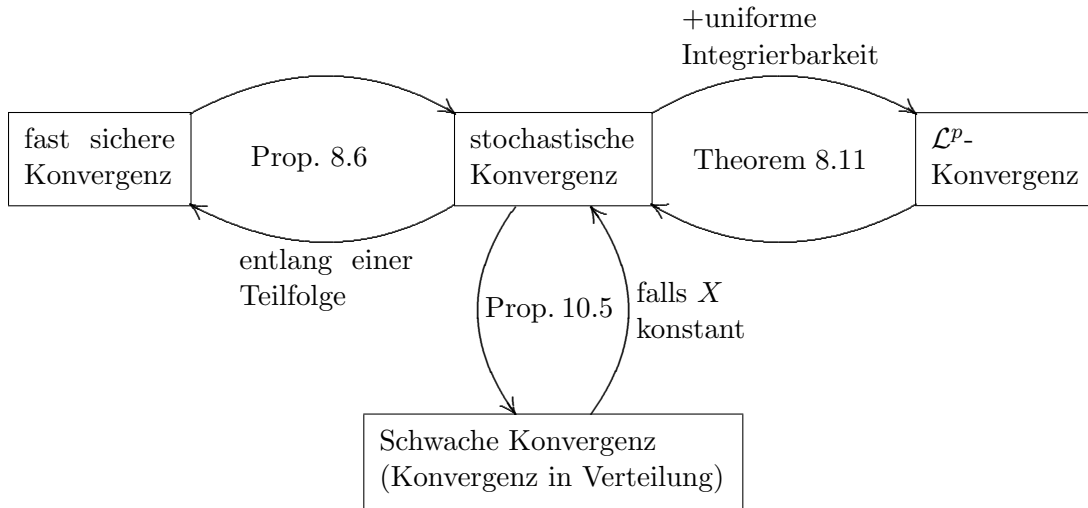 +uniforme
Integrierbarkeit
fast sichere
Konvergenz
Prop. 8.6
stochastische
Konvergenz
Theorem 8.11
ℒᵖ-
Konvergenz
entlang einer
Teilfolge
Prop. 10.5
falls X
konstant
Schwache Konvergenz
(Konvergenz in Verteilung)